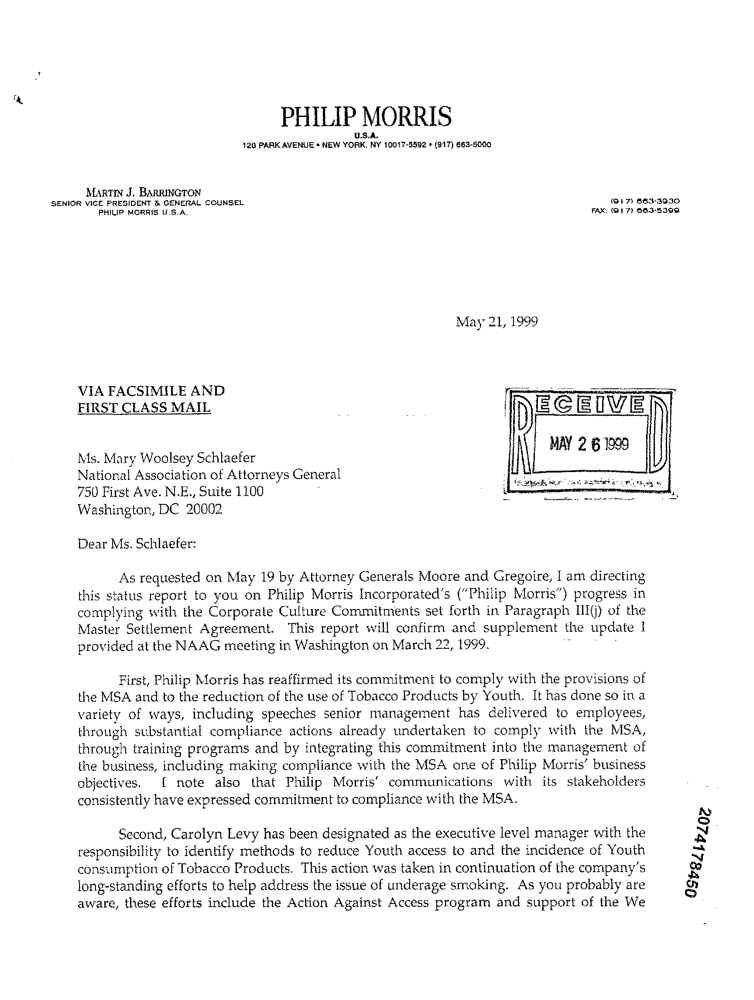 PHILIP MORRIS
U.S.A.
120 PARK AVENUE • NEW YORK, NY 10017-5592 • (917) 663-5000
MARTIN J. BARRINGTON
SENIOR VICE PRESIDENT & GENERAL COUNSEL
PHILIP MORRIS U.S.A.
(917) 663-3930
FAX: (917) 663-5399
May 21, 1999
VIA FACSIMILE AND
FIRST CLASS MAIL
RECEIVED
MAY 26 1999
Ms. Mary Woolsey Schlaefer
National Association of Attorneys General
750 First Ave. N.E., Suite 1100
Washington, DC 20002
Dear Ms. Schlaefer:
As requested on May 19 by Attorney Generals Moore and Gregoire, I am directing
this status report to you on Philip Morris Incorporated's ("Philip Morris") progress in
complying with the Corporate Culture Commitments set forth in Paragraph III(j) of the
Master Settlement Agreement. This report will confirm and supplement the update I
provided at the NAAG meeting in Washington on March 22, 1999.
First, Philip Morris has reaffirmed its commitment to comply with the provisions of
the MSA and to the reduction of the use of Tobacco Products by Youth. It has done so in a
variety of ways, including speeches senior management has delivered to employees,
through substantial compliance actions already undertaken to comply with the MSA,
through training programs and by integrating this commitment into the management of
the business, including making compliance with the MSA one of Philip Morris' business
objectives. I note also that Philip Morris' communications with its stakeholders
consistently have expressed commitment to compliance with the MSA.
Second, Carolyn Levy has been designated as the executive level manager with the
responsibility to identify methods to reduce Youth access to and the incidence of Youth
consumption of Tobacco Products. This action was taken in continuation of the company's
long-standing efforts to help address the issue of underage smoking. As you probably are
aware, these efforts include the Action Against Access program and support of the We
2074178450